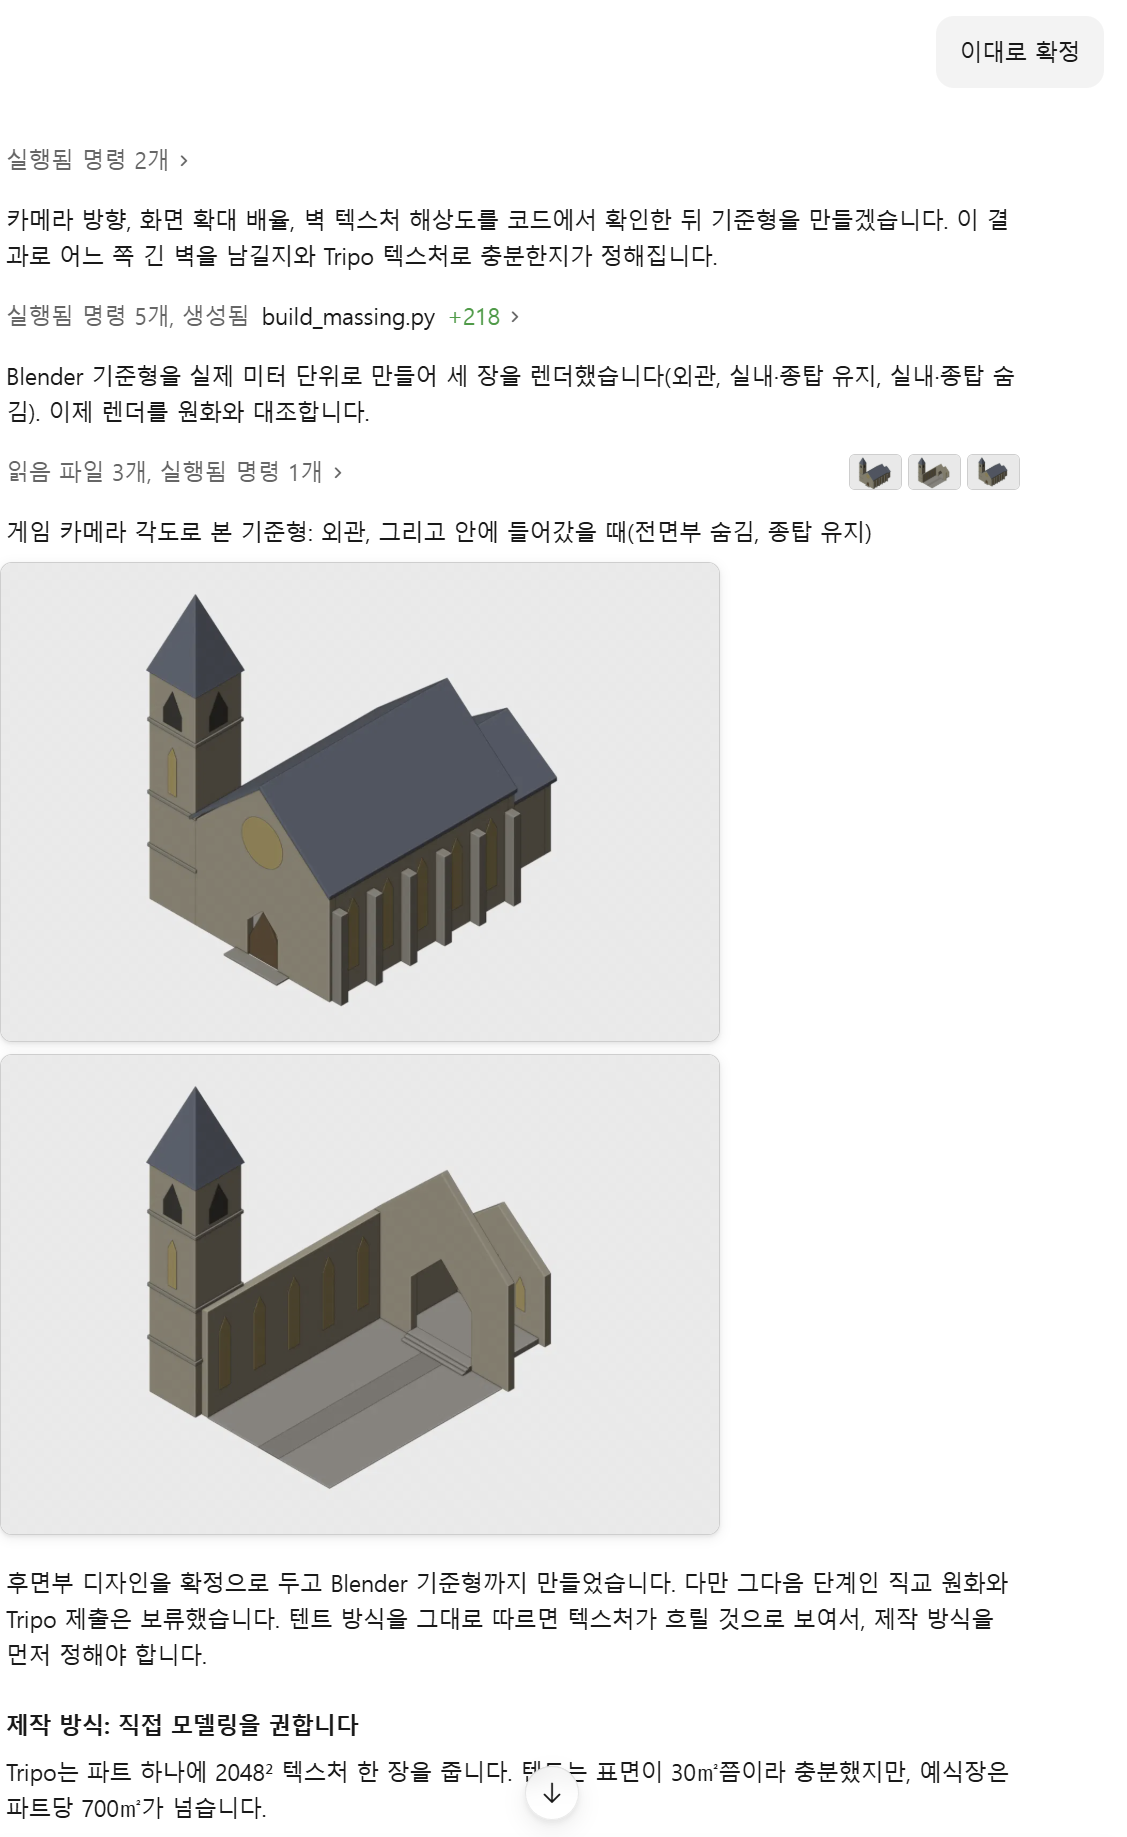 이대로 확정
실행됨 명령 2개
카메라 방향, 화면 확대 배율, 벽 텍스처 해상도를 코드에서 확인한 뒤 기준형을 만들겠습니다. 이 결
과로 어느 쪽 긴 벽을 남길지와 Tripo 텍스처로 충분한지가 정해집니다.
실행됨 명령 5개, 생성됨 build_massing.py +218
Blender 기준형을 실제 미터 단위로 만들어 세 장을 렌더했습니다(외관, 실내·종탑 유지, 실내·종탑 숨
김). 이제 렌더를 원화와 대조합니다.
읽음 파일 3개, 실행됨 명령 1개
게임 카메라 각도로 본 기준형: 외관, 그리고 안에 들어갔을 때(전면부 숨김, 종탑 유지)
후면부 디자인을 확정으로 두고 Blender 기준형까지 만들었습니다. 다만 그다음 단계인 직교 원화와
Tripo 제출은 보류했습니다. 텐트 방식을 그대로 따르면 텍스처가 흐릴 것으로 보여서, 제작 방식을
먼저 정해야 합니다.
제작 방식: 직접 모델링을 권합니다
Tripo는 파트 하나에 2048² 텍스처 한 장을 줍니다. 표면이 30㎡쯤이라 충분했지만, 예식장은
파트당 700㎡가 넘습니다.